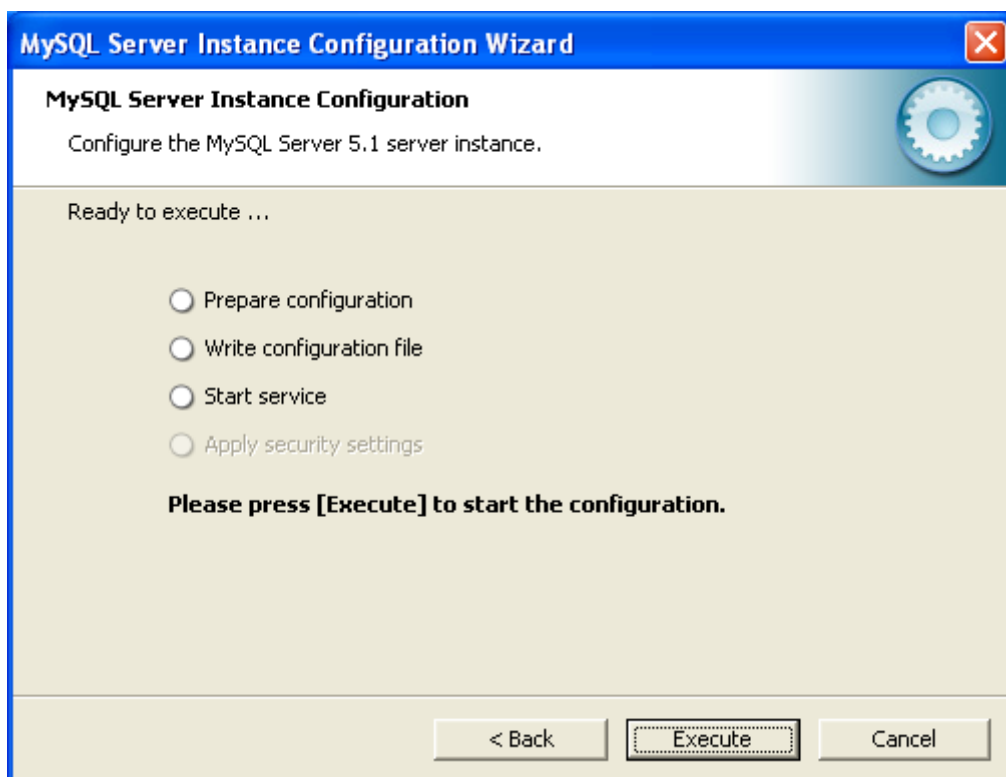 MySQL Server Instance Configuration Wizard
MySQL Server Instance Configuration
Configure the MySQL Server 5.1 server instance.
Ready to execute ...
Prepare configuration
Write configuration file
Start service
Apply security settings
Please press [Execute] to start the configuration.
< Back Execute Cancel